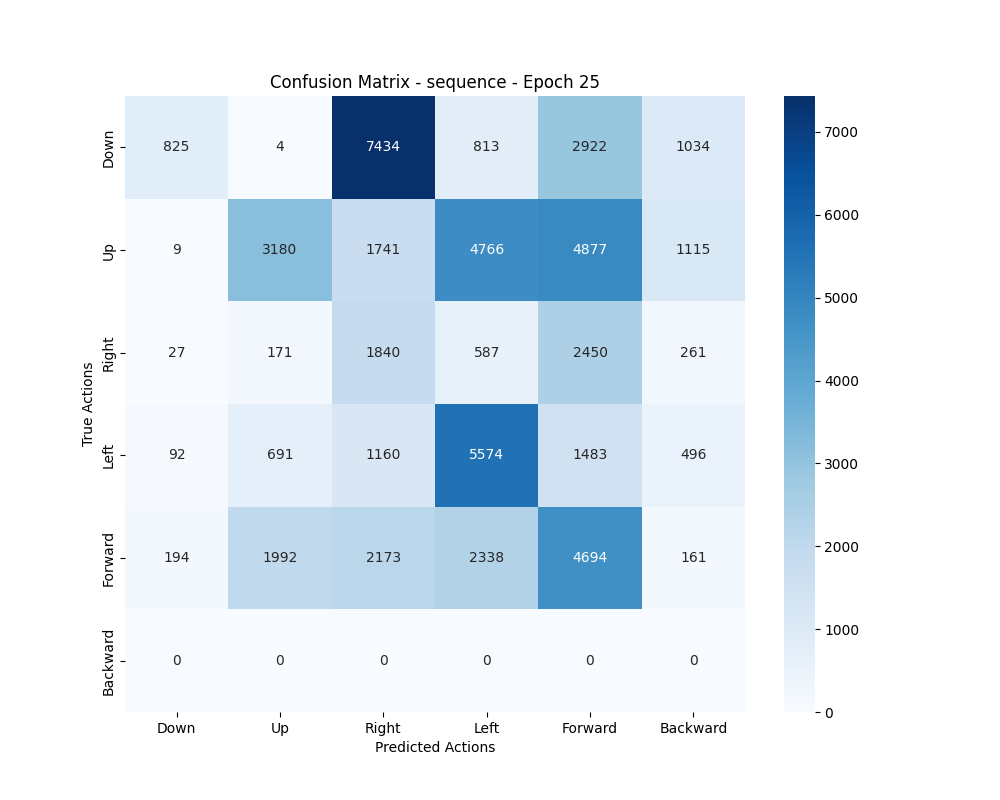 Confusion Matrix - sequence - Epoch 25
True Actions
Down 825 4 7434 813 2922 1034
Up 9 3180 1741 4766 4877 1115
Right 27 171 1840 587 2450 261
Left 92 691 1160 5574 1483 496
Forward 194 1992 2173 2338 4694 161
Backward 0 0 0 0 0 0
Down Up Right Left Forward Backward
Predicted Actions
7000
6000
5000
4000
3000
2000
1000
0